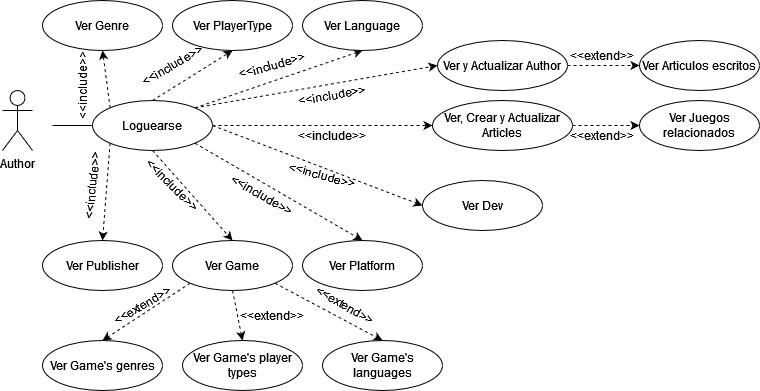 Ver Genre
Ver PlayerType
Ver Language
<<include>>
<<include>>
<<include>>
Ver y Actualizar Author
<<extend>>
Ver Articulos escritos
<<include>>
Loguearse
<<include>>
Ver, Crear y Actualizar
Articles
<<extend>>
Ver Juegos
relacionados
Author
<<include>>
<<include>>
<<include>>
<<include>>
Ver Dev
Ver Publisher
Ver Game
Ver Platform
<<extend>>
<<extend>>
<<extend>>
Ver Game's genres
Ver Game's player
types
Ver Game's
languages